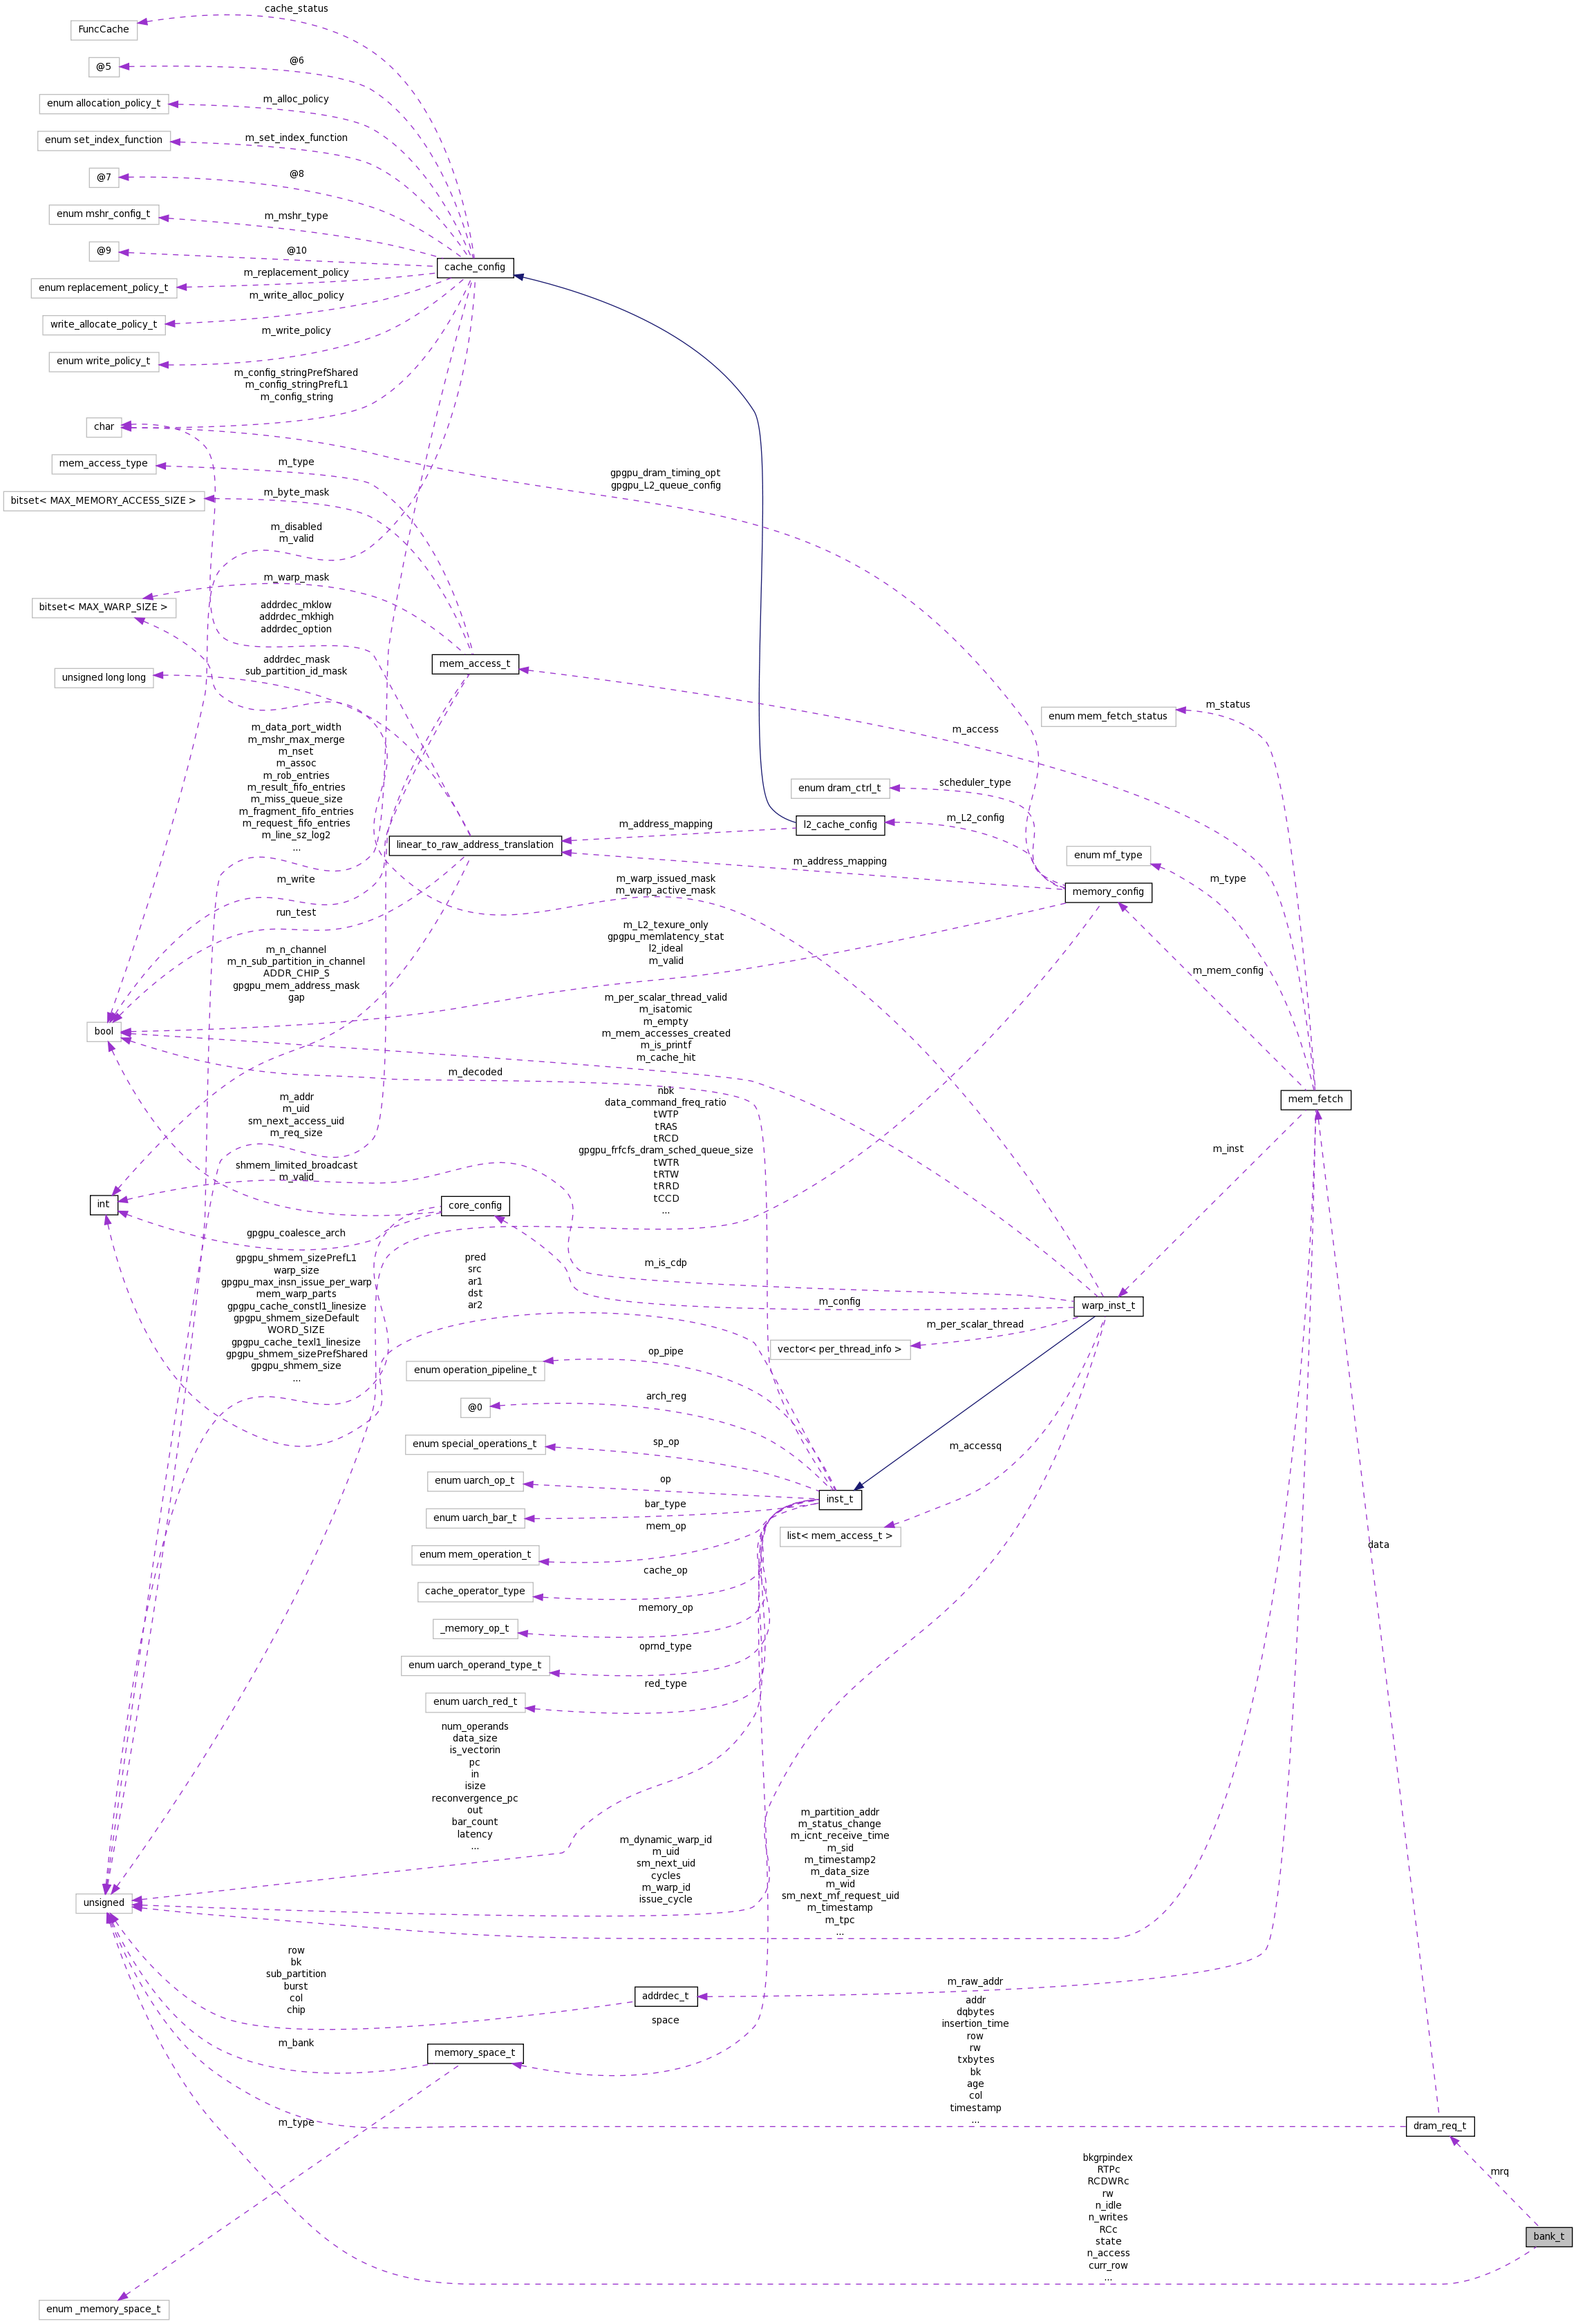 cache_status
FuncCache
@6
@5
m_alloc_policy
enum allocation_policy_t
m_set_index_function
enum set_index_function
@8
@7
m_mshr_type
enum mshr_config_t
@10
@9
cache_config
m_replacement_policy
enum replacement_policy_t
m_write_alloc_policy
write_allocate_policy_t
m_write_policy
enum write_policy_t
m_config_stringPrefShared
m_config_stringPrefL1
m_config_string
char
mem_access_type
m_type
gpgpu_dram_timing_opt
gpgpu_L2_queue_config
m_byte_mask
bitset< MAX_MEMORY_ACCESS_SIZE >
m_disabled
m_valid
m_warp_mask
bitset< MAX_WARP_SIZE >
addrdec_mklow
addrdec_mkhigh
addrdec_option
mem_access_t
addrdec_mask
sub_partition_id_mask
unsigned long long
m_status
enum mem_fetch_status
m_access
m_data_port_width
m_mshr_max_merge
m_nset
m_assoc
m_rob_entries
m_result_fifo_entries
m_miss_queue_size
m_fragment_fifo_entries
m_request_fifo_entries
m_line_sz_log2
...
scheduler_type
enum dram_ctrl_t
m_L2_config
l2_cache_config
m_address_mapping
linear_to_raw_address_translation
enum mf_type
m_address_mapping
memory_config
m_type
m_write
m_warp_issued_mask
m_warp_active_mask
run_test
m_L2_texure_only
gpgpu_memlatency_stat
l2_ideal
m_valid
m_n_channel
m_n_sub_partition_in_channel
ADDR_CHIP_S
gpgpu_mem_address_mask
gap
m_mem_config
m_per_scalar_thread_valid
m_isatomic
m_empty
m_mem_accesses_created
m_is_printf
m_cache_hit
bool
m_decoded
mem_fetch
m_addr
m_uid
sm_next_access_uid
m_req_size
nbk
data_command_freq_ratio
tWTP
tRAS
tRCD
gpgpu_frfcfs_dram_sched_queue_size
tWTR
tRTW
tRRD
tCCD
...
m_inst
shmem_limited_broadcast
m_valid
int
core_config
gpgpu_coalesce_arch
gpgpu_shmem_sizePrefL1
warp_size
gpgpu_max_insn_issue_per_warp
mem_warp_parts
gpgpu_cache_constl1_linesize
gpgpu_shmem_sizeDefault
WORD_SIZE
gpgpu_cache_texl1_linesize
gpgpu_shmem_sizePrefShared
gpgpu_shmem_size
...
pred
src
ar1
dst
ar2
m_is_cdp
m_config
warp_inst_t
m_per_scalar_thread
vector< per_thread_info >
op_pipe
enum operation_pipeline_t
arch_reg
@0
sp_op
enum special_operations_t
m_accessq
op
enum uarch_op_t
inst_t
bar_type
enum uarch_bar_t
mem_op
list< mem_access_t >
enum mem_operation_t
data
cache_op
cache_operator_type
memory_op
_memory_op_t
oprnd_type
enum uarch_operand_type_t
red_type
enum uarch_red_t
num_operands
data_size
is_vectorin
pc
in
isize
reconvergence_pc
out
bar_count
latency
...
m_dynamic_warp_id
m_uid
sm_next_uid
cycles
m_warp_id
issue_cycle
m_partition_addr
m_status_change
m_icnt_receive_time
m_sid
m_timestamp2
m_data_size
m_wid
sm_next_mf_request_uid
m_timestamp
m_tpc
...
unsigned
row
bk
sub_partition
burst
col
chip
m_raw_addr
addrdec_t
space
addr
dqbytes
insertion_time
row
rw
txbytes
bk
age
col
timestamp
...
m_bank
memory_space_t
m_type
dram_req_t
bkgrpindex
RTPc
RCDWRc
rw
n_idle
n_writes
RCc
state
n_access
curr_row
...
mrq
bank_t
enum _memory_space_t